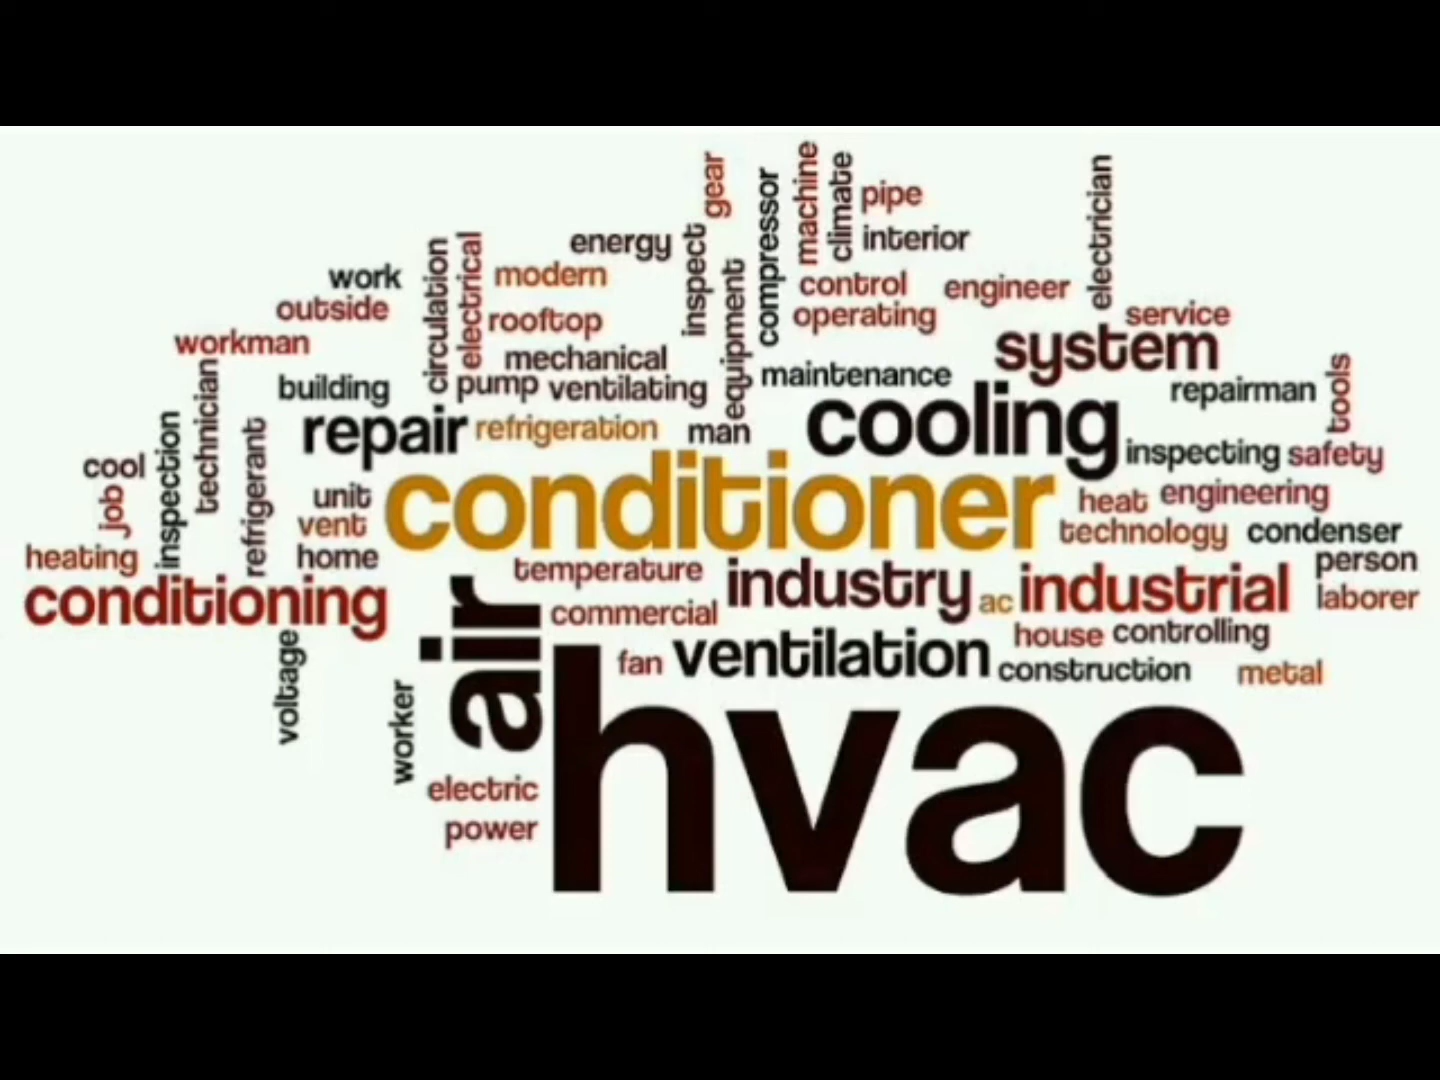 gear
machine
climate
pipe
electrician
compressor
interior
energy
inspect
circulation
electrical
work
modern
equipment
control
engineer
outside
rooftop
operating
service
workman
mechanical
system
building
pump
ventilating
maintenance
repairman
tools
technician
repair
refrigeration
man
cooling
inspection
refrigerant
inspecting
safety
cool
job
unit
conditioner
heat
engineering
vent
technology
condenser
heating
home
temperature
person
conditioning
industry
ac
industrial
laborer
air
commercial
house
controlling
voltage
fan
ventilation
construction
metal
worker
hvac
electric
power